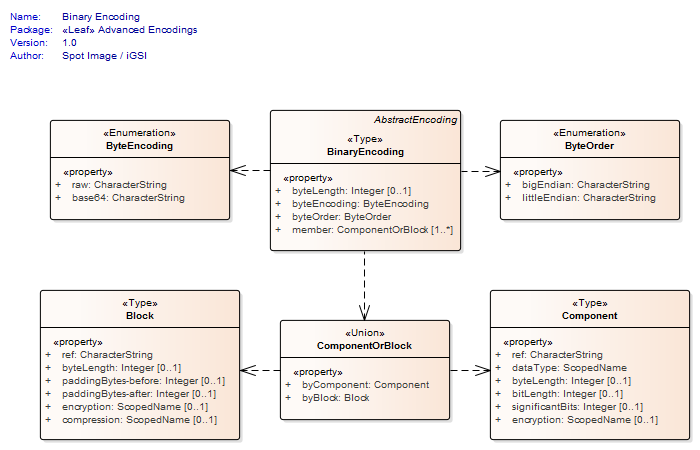 Name: Binary Encoding
Package: «Leaf» Advanced Encodings
Version: 1.0
Author: Spot Image / iGSI
«Enumeration»
ByteEncoding
«property»
+ raw: CharacterString
+ base64: CharacterString
AbstractEncoding
«Type»
BinaryEncoding
«property»
+ byteLength: Integer [0..1]
+ byteEncoding: ByteEncoding
+ byteOrder: ByteOrder
+ member: ComponentOrBlock [1..*]
«Enumeration»
ByteOrder
«property»
+ bigEndian: CharacterString
+ littleEndian: CharacterString
«Type»
Block
«property»
+ ref: CharacterString
+ byteLength: Integer [0..1]
+ paddingBytes-before: Integer [0..1]
+ paddingBytes-after: Integer [0..1]
+ encryption: ScopedName [0..1]
+ compression: ScopedName [0..1]
«Union»
ComponentOrBlock
«property»
+ byComponent: Component
+ byBlock: Block
«Type»
Component
«property»
+ ref: CharacterString
+ dataType: ScopedName
+ byteLength: Integer [0..1]
+ bitLength: Integer [0..1]
+ significantBits: Integer [0..1]
+ encryption: ScopedName [0..1]